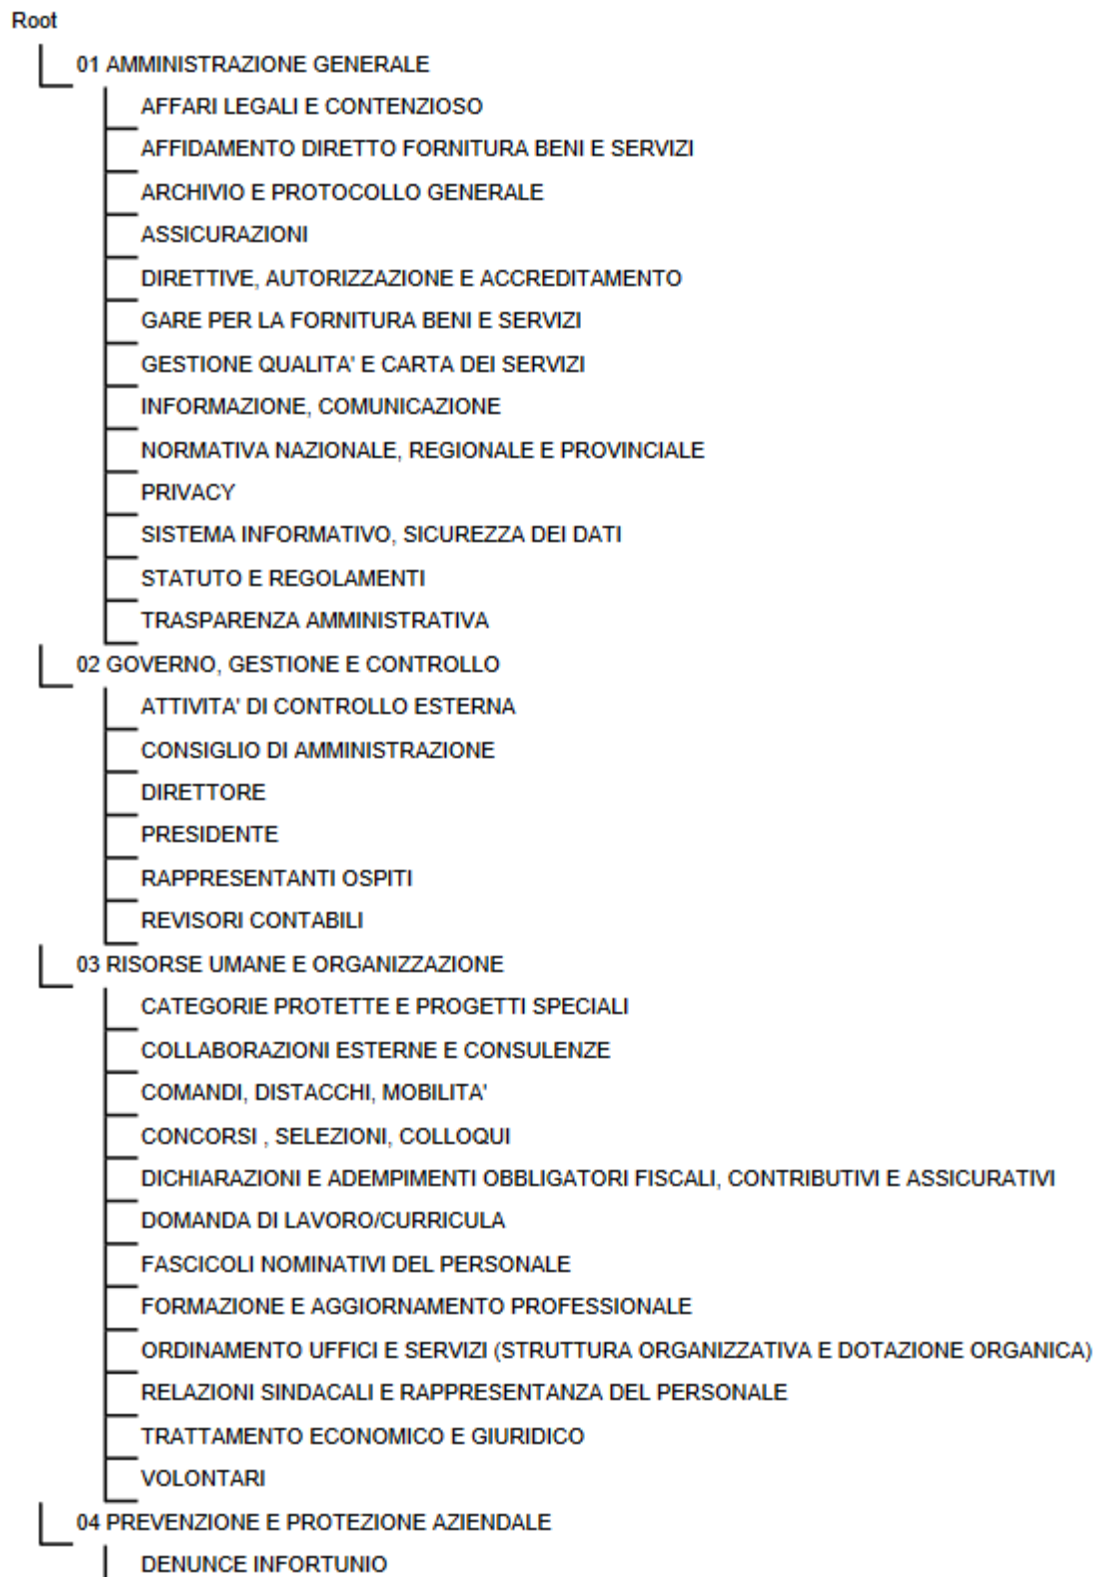 Root
01 AMMINISTRAZIONE GENERALE
AFFARI LEGALI E CONTENZIOSO
AFFIDAMENTO DIRETTO FORNITURA BENI E SERVIZI
ARCHIVIO E PROTOCOLLO GENERALE
ASSICURAZIONI
DIRETTIVE, AUTORIZZAZIONE E ACCREDITAMENTO
GARE PER LA FORNITURA BENI E SERVIZI
GESTIONE QUALITA' E CARTA DEI SERVIZI
INFORMAZIONE, COMUNICAZIONE
NORMATIVA NAZIONALE, REGIONALE E PROVINCIALE
PRIVACY
SISTEMA INFORMATIVO, SICUREZZA DEI DATI
STATUTO E REGOLAMENTI
TRASPARENZA AMMINISTRATIVA
02 GOVERNO, GESTIONE E CONTROLLO
ATTIVITA' DI CONTROLLO ESTERNA
CONSIGLIO DI AMMINISTRAZIONE
DIRETTORE
PRESIDENTE
RAPPRESENTANTI OSPITI
REVISORI CONTABILI
03 RISORSE UMANE E ORGANIZZAZIONE
CATEGORIE PROTETTE E PROGETTI SPECIALI
COLLABORAZIONI ESTERNE E CONSULENZE
COMANDI, DISTACCHI, MOBILITA'
CONCORSI , SELEZIONI, COLLOQUI
DICHIARAZIONI E ADEMPIMENTI OBBLIGATORI FISCALI, CONTRIBUTIVI E ASSICURATIVI
DOMANDA DI LAVORO/CURRICULA
FASCICOLI NOMINATIVI DEL PERSONALE
FORMAZIONE E AGGIORNAMENTO PROFESSIONALE
ORDINAMENTO UFFICI E SERVIZI (STRUTTURA ORGANIZZATIVA E DOTAZIONE ORGANICA)
RELAZIONI SINDACALI E RAPPRESENTANZA DEL PERSONALE
TRATTAMENTO ECONOMICO E GIURIDICO
VOLONTARI
04 PREVENZIONE E PROTEZIONE AZIENDALE
DENUNCE INFORTUNIO